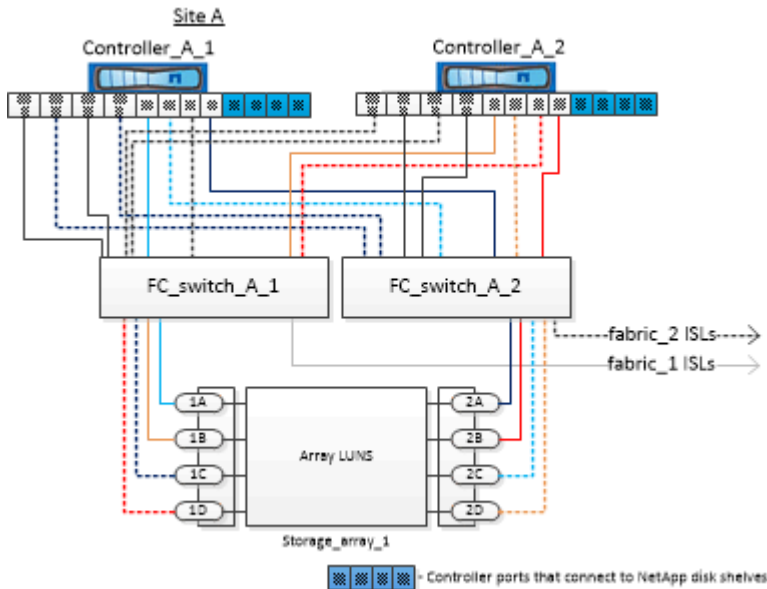 Site A
Controller_A_1
Controller_A_2
FC_switch_A_1
FC_switch_A_2
fabric_2 ISLs
fabric_1 ISLs
1A
2A
1B
2B
Array LUNS
1C
2C
1D
2D
Storage_array_1
- Controller ports that connect to NetApp disk shelves